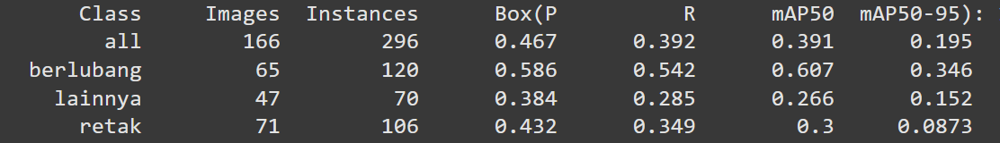 Class Images Instances Box(P R mAP50 mAP50-95):
all 166 296 0.467 0.392 0.391 0.195
berlubang 65 120 0.586 0.542 0.607 0.346
lainnya 47 70 0.384 0.285 0.266 0.152
retak 71 106 0.432 0.349 0.3 0.0873